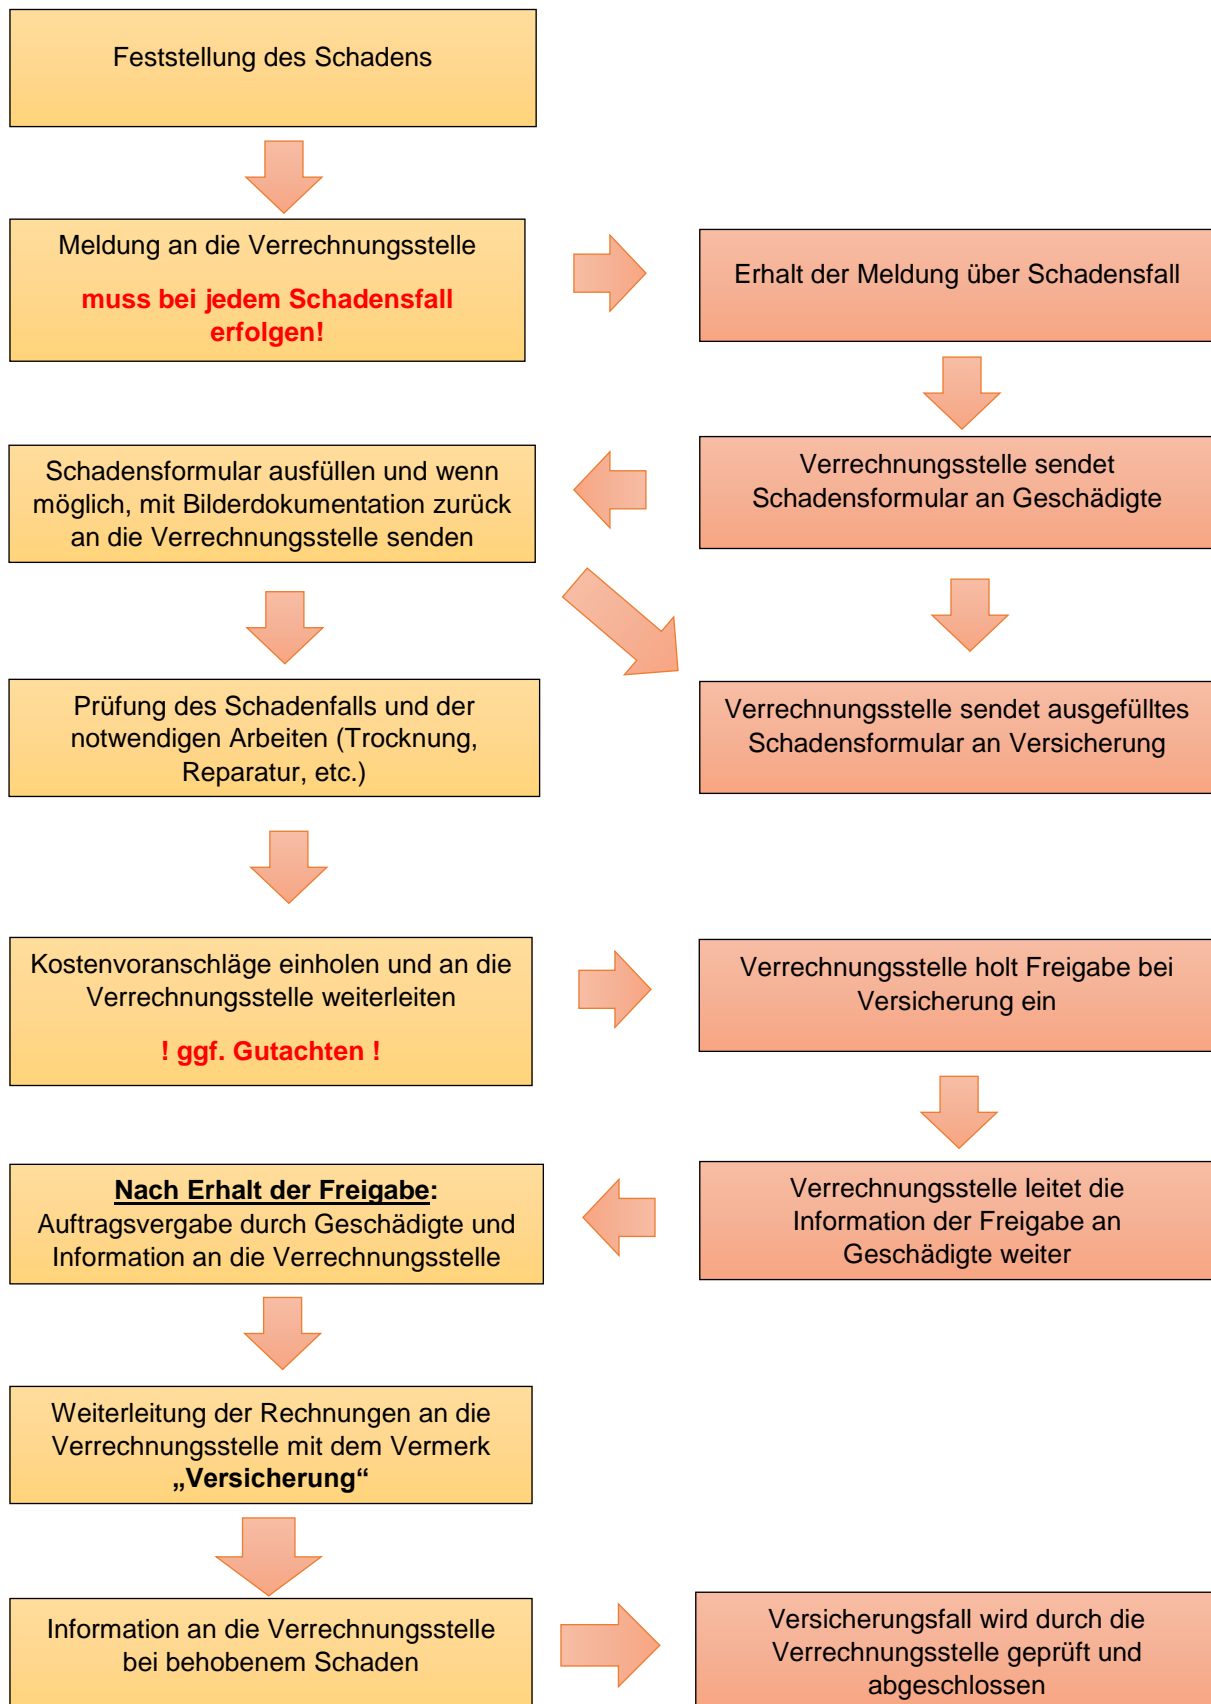 Feststellung des Schadens
Meldung an die Verrechnungsstelle
muss bei jedem Schadensfall
erfolgen!
Erhalt der Meldung über Schadensfall
Verrechnungsstelle sendet
Schadensformular an Geschädigte
Schadensformular ausfüllen und wenn
möglich, mit Bilderdokumentation zurück
an die Verrechnungsstelle senden
Prüfung des Schadenfalls und der
notwendigen Arbeiten (Trocknung,
Reparatur, etc.)
Verrechnungsstelle sendet ausgefülltes
Schadensformular an Versicherung
Kostenvoranschläge einholen und an die
Verrechnungsstelle weiterleiten
! ggf. Gutachten !
Verrechnungsstelle holt Freigabe bei
Versicherung ein
Verrechnungsstelle leitet die
Information der Freigabe an
Geschädigte weiter
Nach Erhalt der Freigabe:
Auftragsvergabe durch Geschädigte und
Information an die Verrechnungsstelle
Weiterleitung der Rechnungen an die
Verrechnungsstelle mit dem Vermerk
„Versicherung“
Information an die Verrechnungsstelle
bei behobenem Schaden
Versicherungsfall wird durch die
Verrechnungsstelle geprüft und
abgeschlossen